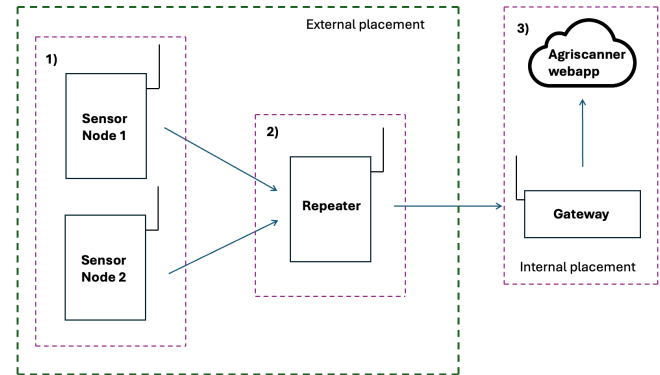 External placement
1)
Sensor
Node 1
Sensor
Node 2
2)
Repeater
3)
Agriscanner
webapp
Gateway
Internal placement